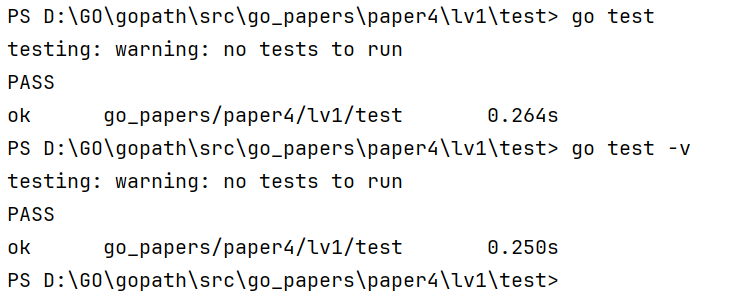 PS D:\GO\gopath\src\go_papers\paper4\lv1\test> go test
testing: warning: no tests to run
PASS
ok      go_papers/paper4/lv1/test       0.264s
PS D:\GO\gopath\src\go_papers\paper4\lv1\test> go test -v
testing: warning: no tests to run
PASS
ok      go_papers/paper4/lv1/test       0.250s
PS D:\GO\gopath\src\go_papers\paper4\lv1\test>